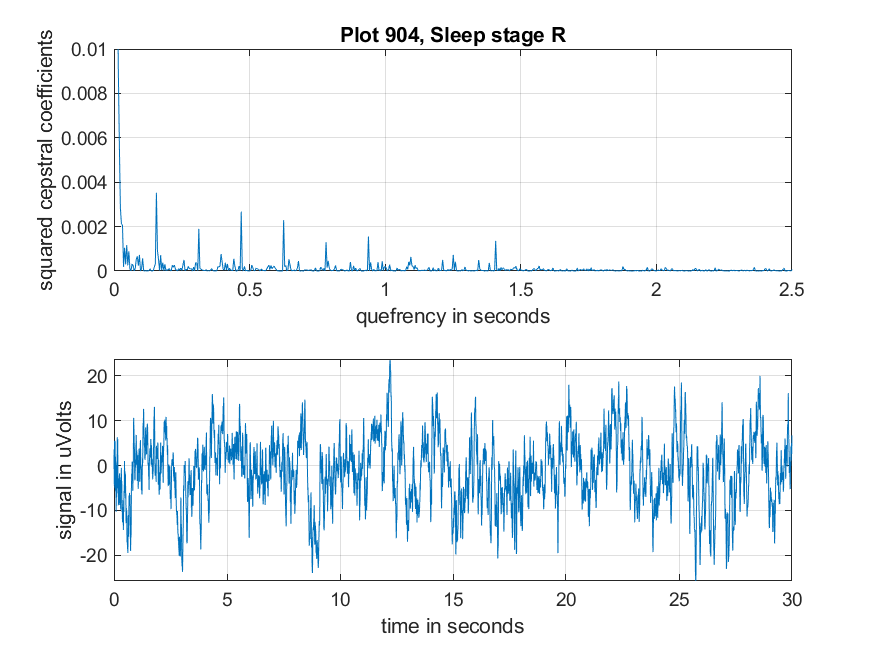 Plot 904, Sleep stage R
squared cepstral coefficients
0.01
0.008
0.006
0.004
0.002
0
0 0.5 1 1.5 2 2.5
quefrency in seconds
signal in uVolts
20
10
0
-10
-20
0 5 10 15 20 25 30
time in seconds